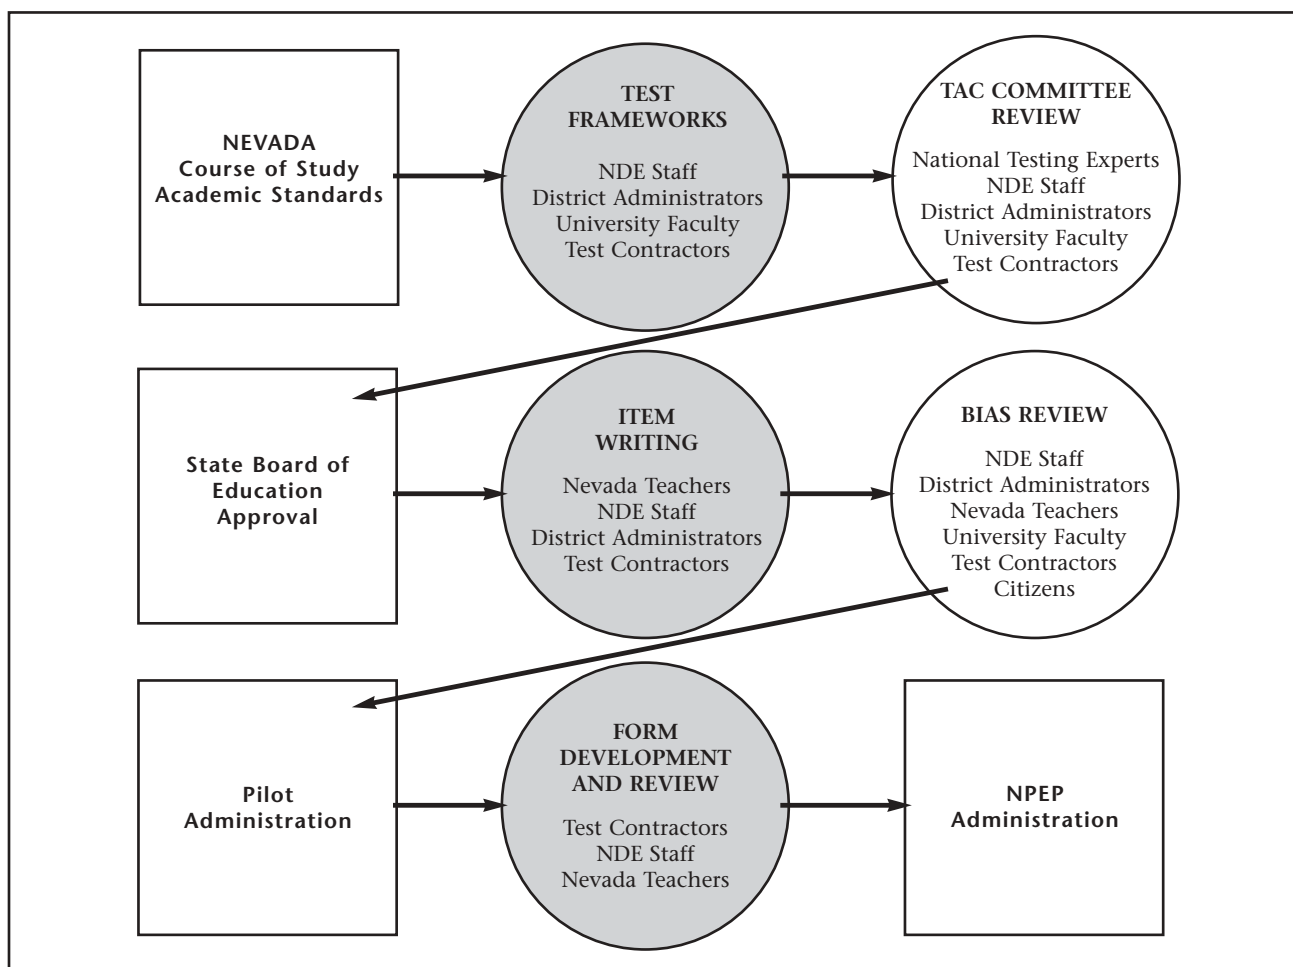 NEVADA
Course of Study
Academic Standards
TEST
FRAMEWORKS
NDE Staff
District Administrators
University Faculty
Test Contractors
TAC COMMITTEE
REVIEW
National Testing Experts
NDE Staff
District Administrators
University Faculty
Test Contractors
State Board of
Education
Approval
ITEM
WRITING
Nevada Teachers
NDE Staff
District Administrators
Test Contractors
BIAS REVIEW
NDE Staff
District Administrators
Nevada Teachers
University Faculty
Test Contractors
Citizens
Pilot
Administration
FORM
DEVELOPMENT
AND REVIEW
Test Contractors
NDE Staff
Nevada Teachers
NPEP
Administration